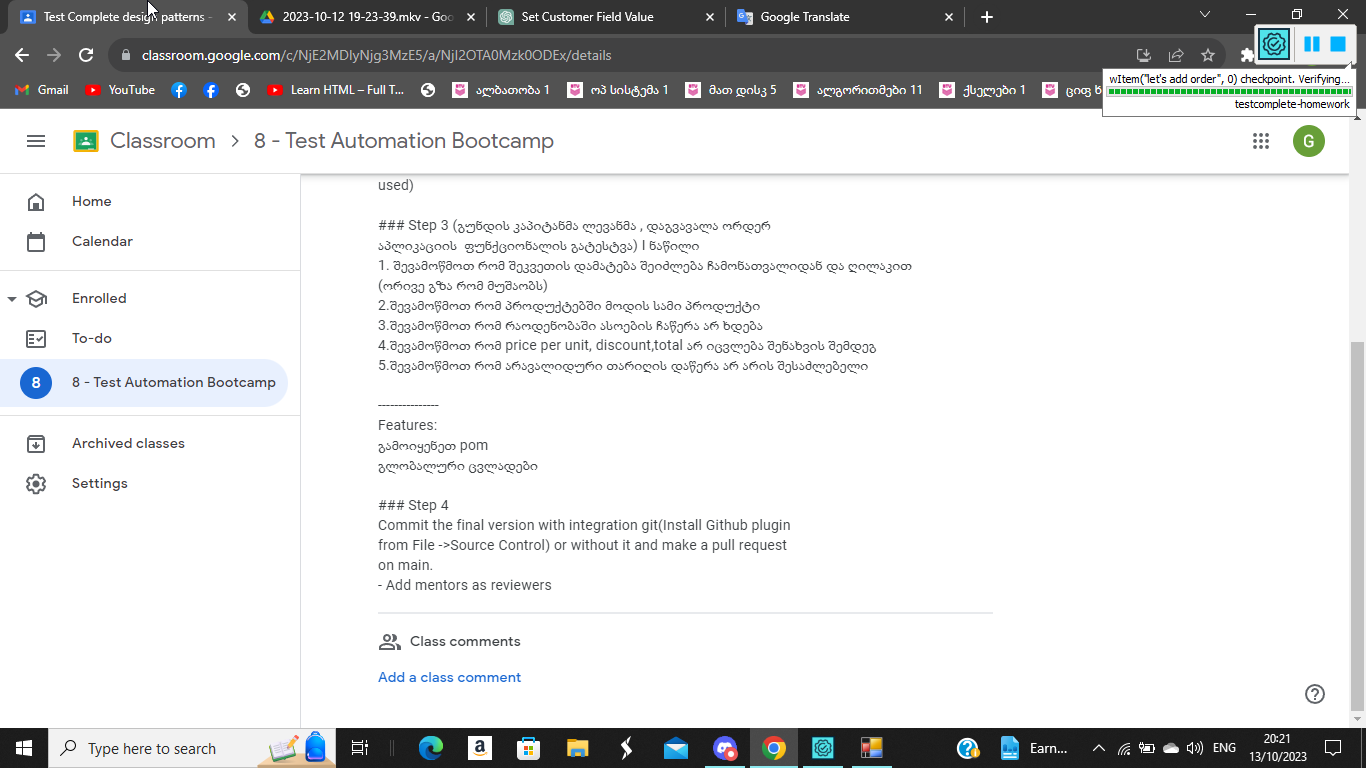 Test Complete design patterns -
2023-10-12 19-23-39.mkv - Goo
Set Customer Field Value
Google Translate
classroom.google.com/c/NjE2MDIyNjg3MzE5/a/NjI2OTA0Mzk0ODEx/details
Gmail
YouTube
Learn HTML – Full T...
ალბათობა 1
ოპ სისტემა 1
მათ დისკ 5
ალგორითმები 11
ქსელები 1
ციფ ხ
wItem("let's add order", 0) checkpoint. Verifying...
testcomplete-homework
Classroom > 8 - Test Automation Bootcamp
G
Home
Calendar
Enrolled
To-do
8
8 - Test Automation Bootcamp
Archived classes
Settings
used)
### Step 3 (გუნდის კაპიტანმა ლევანმა , დაგვავალა ორდერ
აპლიკაციის ფუნქციონალის გატესტვა) I ნაწილი
1. შევამოწმოთ რომ შეკვეთის დამატება შეიძლება ჩამონათვალიდან და ღილაკით
(ორივე გზა რომ მუშაობს)
2.შევამოწმოთ რომ პროდუქტებში მოდის სამი პროდუქტი
3.შევამოწმოთ რომ რაოდენობაში ასოების ჩაწერა არ ხდება
4.შევამოწმოთ რომ price per unit, discount,total არ იცვლება შენახვის შემდეგ
5.შევამოწმოთ რომ არავალიდური თარიღის დაწერა არ არის შესაძლებელი
---------------
Features:
გამოიყენეთ pom
გლობალური ცვლადები
### Step 4
Commit the final version with integration git(Install Github plugin
from File ->Source Control) or without it and make a pull request
on main.
- Add mentors as reviewers
Class comments
Add a class comment
Type here to search
Earn...
ENG
20:21
13/10/2023